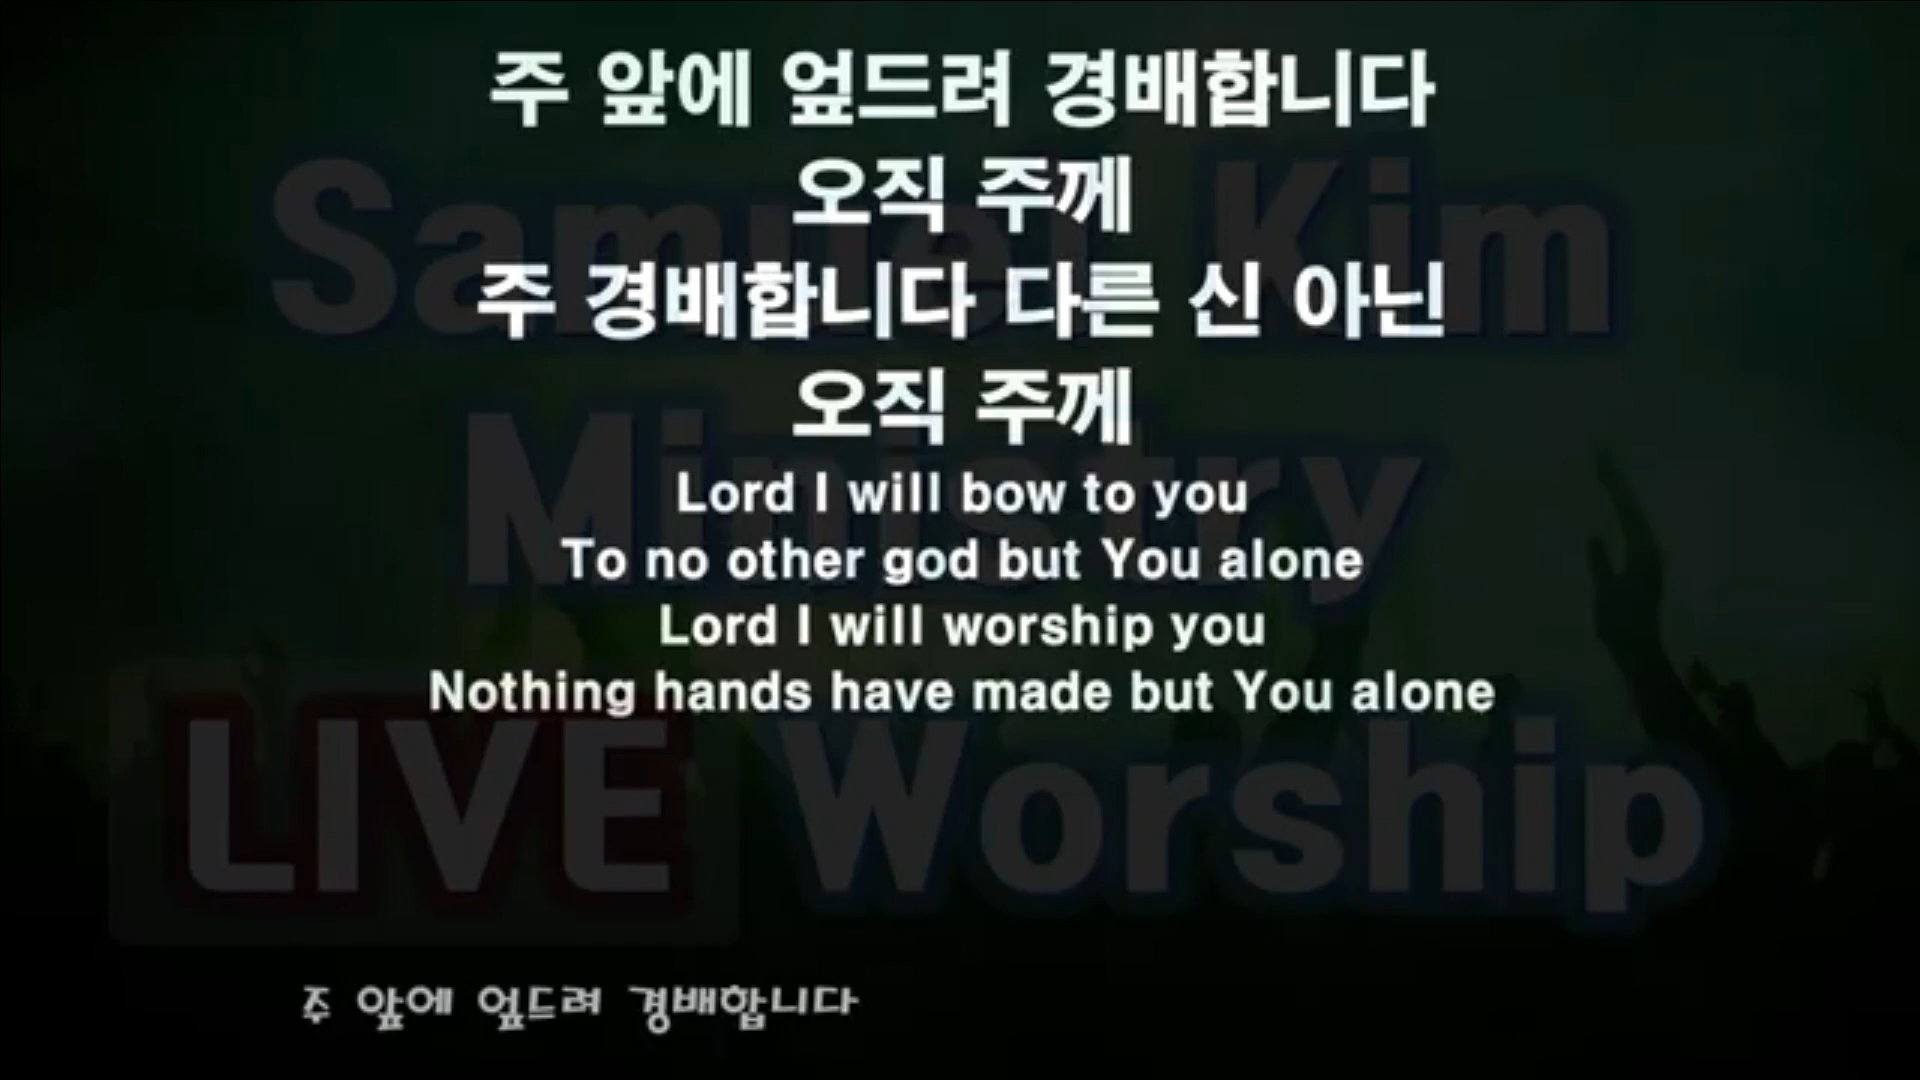 주 앞에 엎드려 경배합니다
오직 주께
주 경배합니다 다른 신 아닌
오직 주께
Lord I will bow to you
To no other god but You alone
Lord I will worship you
Nothing hands have made but You alone
Samuel Kim
Ministry
LIVE Worship
주 앞에 엎드려 경배합니다